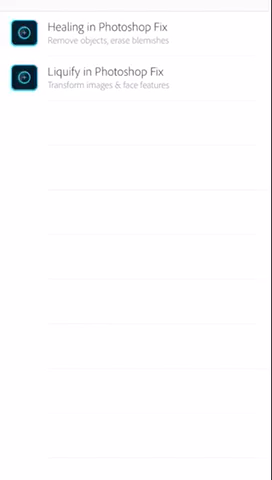 Healing in Photoshop Fix
Remove objects, erase blemishes
Liquify in Photoshop Fix
Transform images & face features